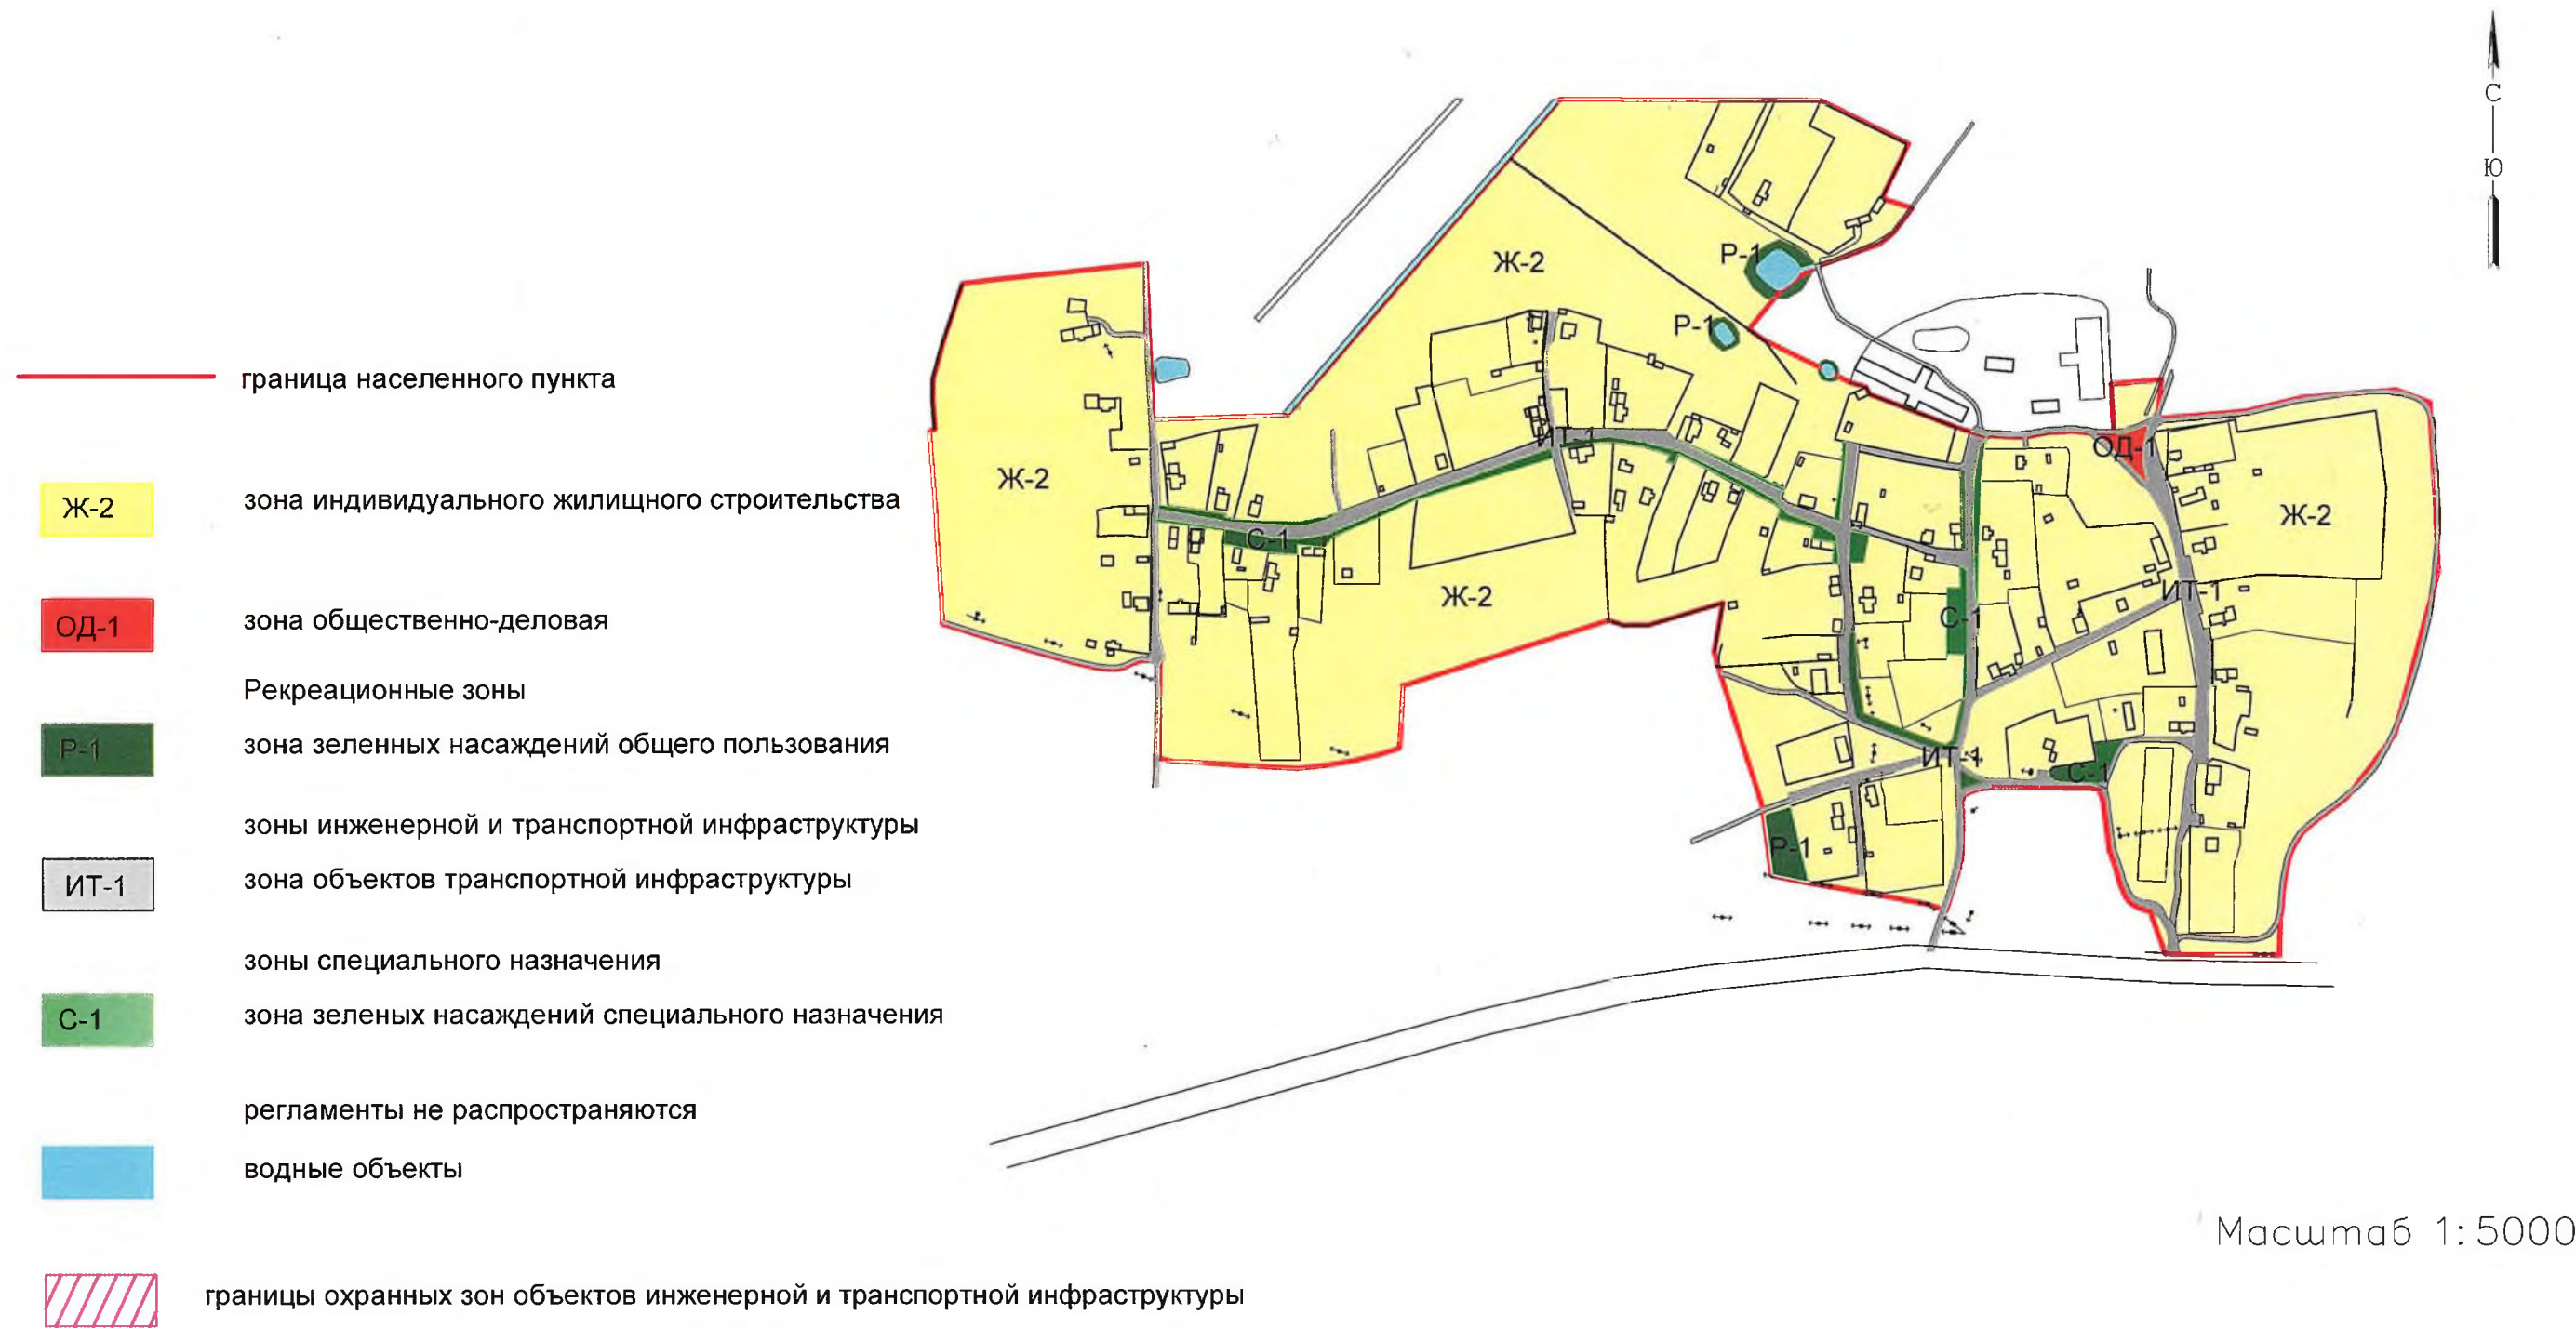 граница населенного пункта
Ж-2
зона индивидуального жилищного строительства
ОД-1
зона общественно-деловая
Рекреационные зоны
Р-1
зона зеленных насаждений общего пользования
зоны инженерной и транспортной инфраструктуры
ИТ-1
зона объектов транспортной инфраструктуры
зоны специального назначения
С-1
зона зеленых насаждений специального назначения
регламенты не распространяются
водные объекты
границы охранных зон объектов инженерной и транспортной инфраструктуры
С
Ю
Р-1
Ж-2
Р-1
ИТ-1
ОД-1
Ж-2
Ж-2
С-1
Ж-2
ИТ-1
С-1
ИТ-1
С-1
Р-1
Масштаб 1:5000